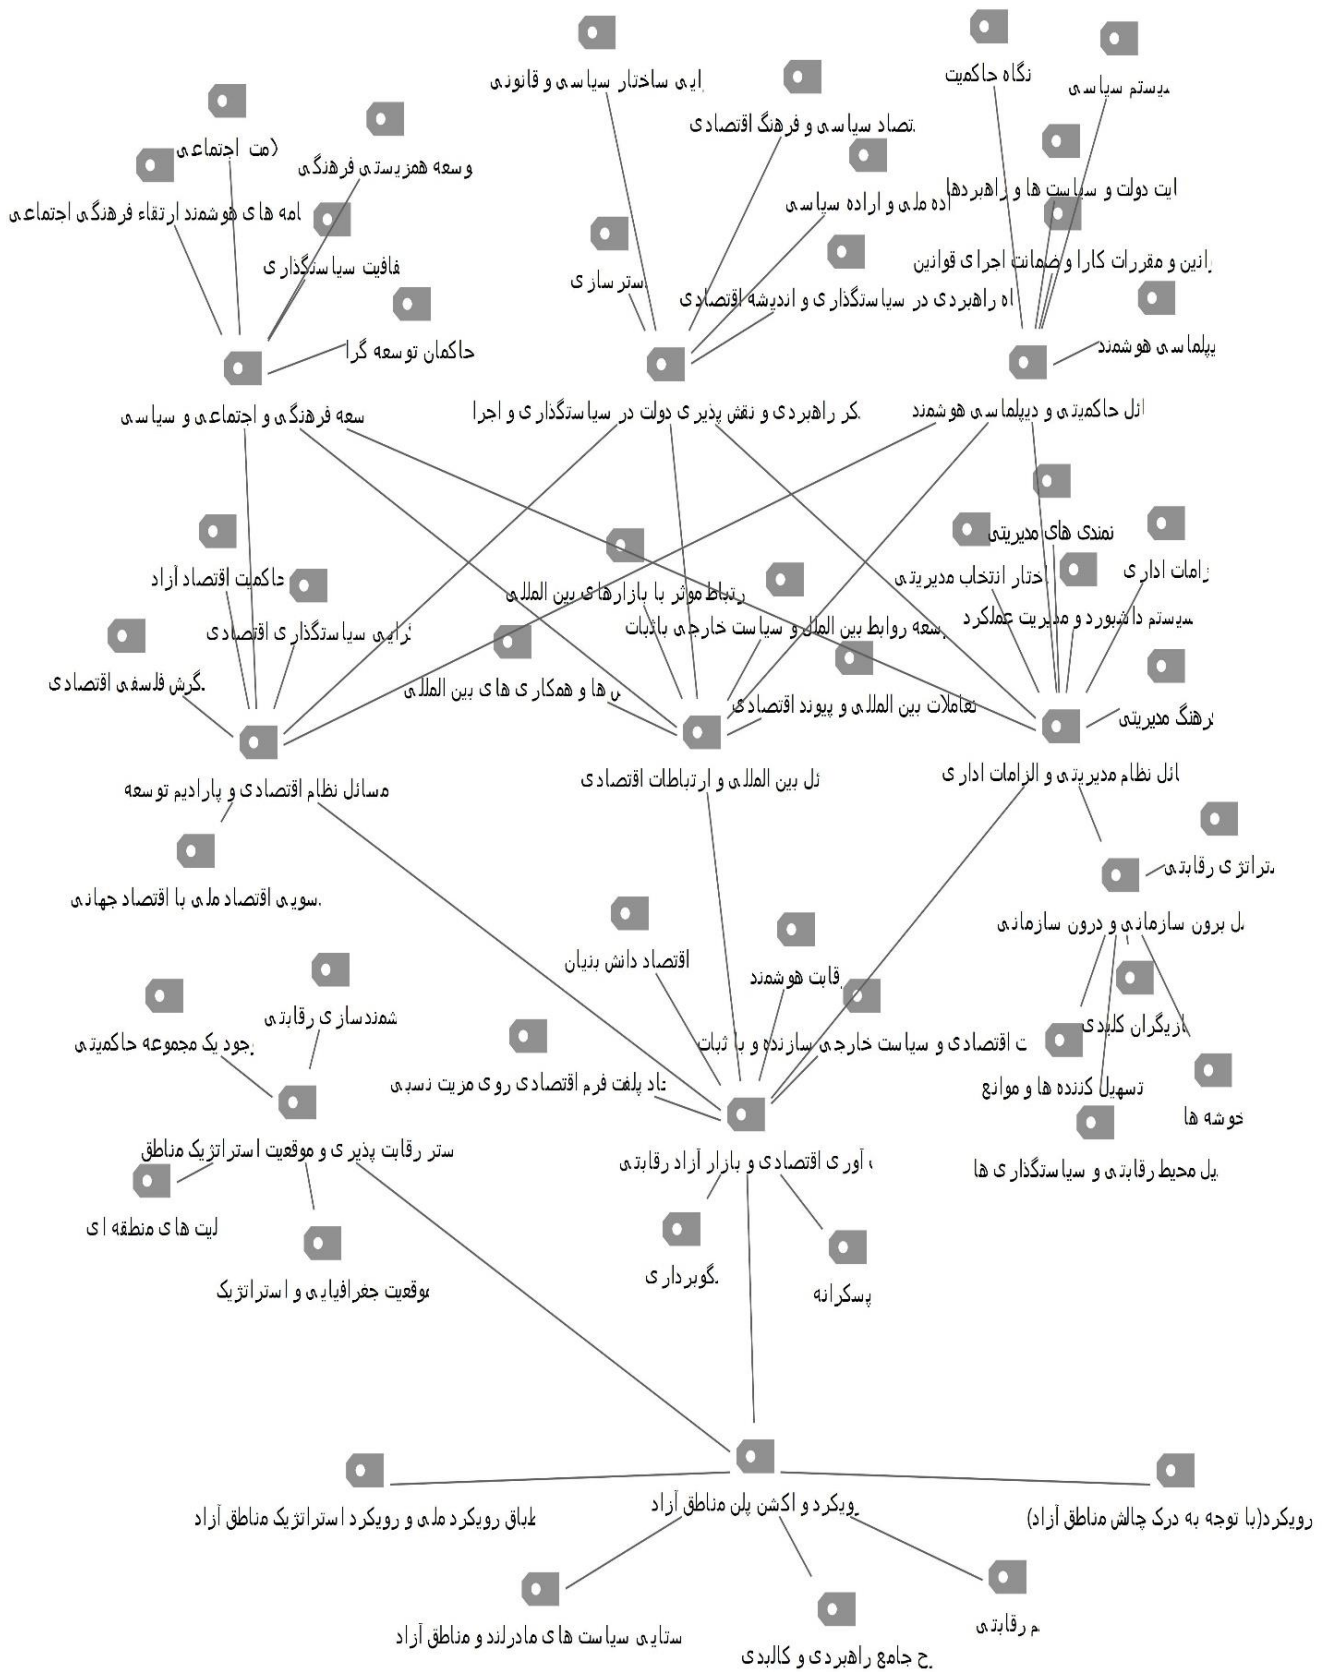 نگاه حاکمیت
یستم سیاسی
ایی ساختار سیاسی و قانونی
تصاد سیاسی و فرهنگ اقتصادی
مت اجتماعی
وسعه همزیستی فرهنگی
ایت دولت و سیاست ها و راهبردها
اده ملی و اراده سیاسی
امه های هوشمند ارتقاء فرهنگی اجتماعی
فافیت سیاستگذاری
ستر سازی
انین و مقررات کارا و ضمانت اجرای قوانین
اه راهبردی در سیاستگذاری و اندیشه اقتصادی
حاکمان توسعه گرا
یپلماسی هوشمند
سعه فرهنگی و اجتماعی و سیاسی
کر راهبردی و نقش پذیری دولت در سیاستگذاری و اجرا
ائل حاکمیتی و دیپلماسی هوشمند
نمندی های مدیریتی
زامات اداری
حاکمیت اقتصاد آزاد
رتباط موثر با بازارهای بین المللی
ختار انتخاب مدیریتی
سیستم داشبورد و مدیریت عملکرد
گرایی سیاستگذاری اقتصادی
وسعه روابط بین الملل و سیاست خارجی باثبات
گرش فلسفی اقتصادی
ش ها و همکاری های بین المللی
تعاملات بین المللی و پیوند اقتصادی
رهنگ مدیریتی
مسائل نظام اقتصادی و پارادیم توسعه
ئل بین المللی و ارتباطات اقتصادی
ائل نظام مدیریتی و الزامات اداری
تراتژی رقابتی
سویی اقتصاد ملی با اقتصاد جهانی
ل برون سازمانی و درون سازمانی
اقتصاد دانش بنیان
قابت هوشمند
شمندسازی رقابتی
وجود یک مجموعه حاکمیتی
ت اقتصادی و سیاست خارجی سازنده و با ثبات
ازیگران کلیدی
جاد پلفت فرم اقتصادی روی مزیت نسبی
تسهیل کننده ها و موانع
خوشه ها
ستر رقابت پذیری و موقعیت استراتژیک مناطق
آوری اقتصادی و بازار آزاد رقابتی
یل محیط رقابتی و سیاستگذاری ها
لیت های منطقه ای
موقعیت جغرافیایی و استراتژیک
گوبرداری
پسکرانه
طباق رویکرد ملی و رویکرد استراتژیک مناطق آزاد
رویکرد و اکشن پلن مناطق آزاد
رویکرد(با توجه به درک چالش مناطق آزاد)
ستایی سیاست های مادرلند و مناطق آزاد
ح جامع راهبردی و کالبدی
م رقابتی